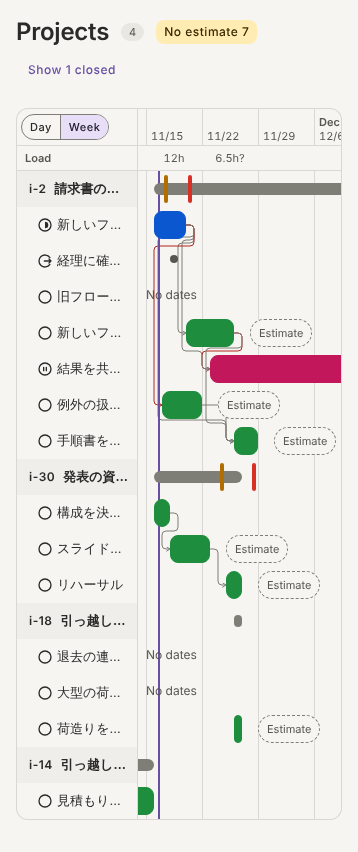 Projects 4 No estimate 7
Show 1 closed
Day Week 11/15 11/22 11/29 Dec 12/6
Load 12h 6.5h?
i-2 請求書の...
新しいフ...
経理に確...
旧フロー... No dates
新しいフ... Estimate
結果を共...
例外の扱... Estimate
手順書を... Estimate
i-30 発表の資...
構成を決...
スライド... Estimate
リハーサル Estimate
i-18 引っ越し...
退去の連... No dates
大型の荷... No dates
荷造りを... Estimate
i-14 引っ越し...
見積もり...